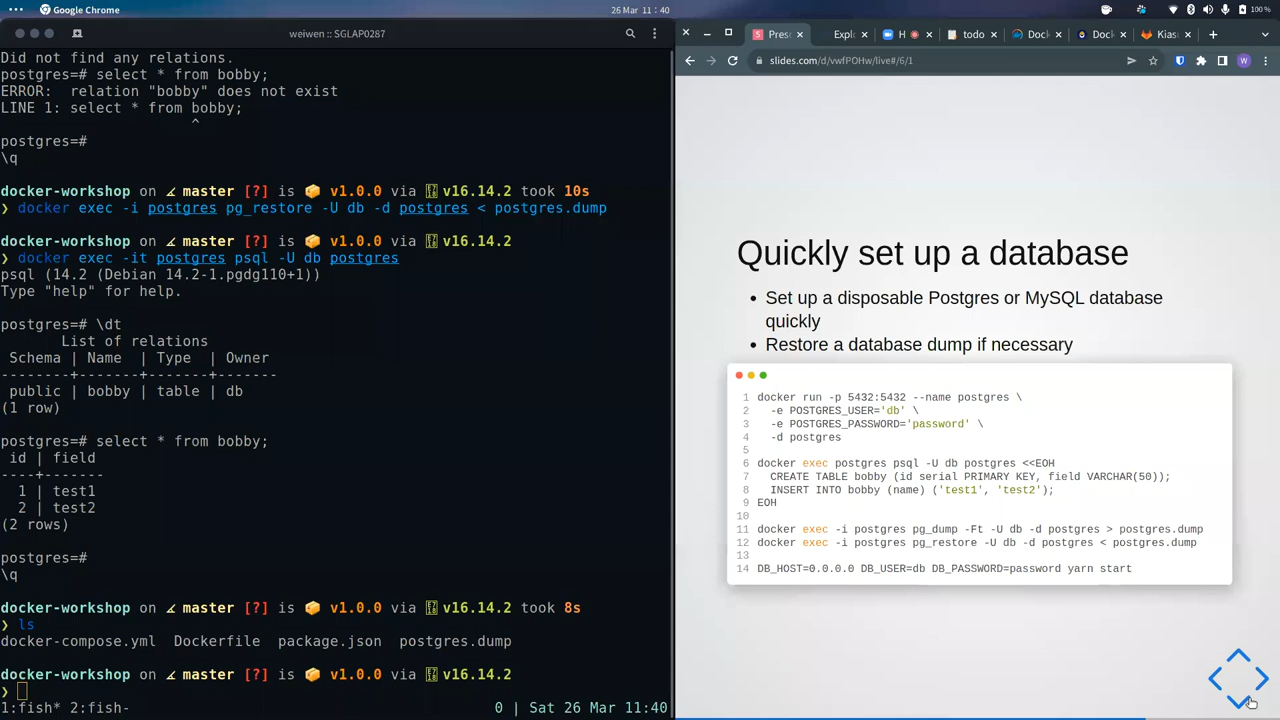 Google Chrome
26 Mar 11:40
100 %
weiwen :: SGLAP0287
Did not find any relations.
postgres=# select * from bobby;
ERROR:  relation "bobby" does not exist
LINE 1: select * from bobby;
^
postgres=#
\q
docker-workshop on master [?] is v1.0.0 via v16.14.2 took 10s
❯ docker exec -i postgres pg_restore -U db -d postgres < postgres.dump
docker-workshop on master [?] is v1.0.0 via v16.14.2
❯ docker exec -it postgres psql -U db postgres
psql (14.2 (Debian 14.2-1.pgdg110+1))
Type "help" for help.
postgres=# \dt
List of relations
Schema | Name  | Type  | Owner
--------+-------+-------+-------
public | bobby | table | db
(1 row)
postgres=# select * from bobby;
id | field
----+-------
1 | test1
2 | test2
(2 rows)
postgres=#
\q
docker-workshop on master [?] is v1.0.0 via v16.14.2 took 8s
❯ ls
docker-compose.yml  Dockerfile  package.json  postgres.dump
docker-workshop on master [?] is v1.0.0 via v16.14.2
❯
1:fish* 2:fish-
0 | Sat 26 Mar 11:40
Prese
Explo
H
todo
Dock
Dock
Kias
slides.com/d/vwfPOHw/live#/6/1
W
Quickly set up a database
• Set up a disposable Postgres or MySQL database
quickly
• Restore a database dump if necessary
1 docker run -p 5432:5432 --name postgres \
2   -e POSTGRES_USER='db' \
3   -e POSTGRES_PASSWORD='password' \
4   -d postgres
5
6 docker exec postgres psql -U db postgres <<EOH
7   CREATE TABLE bobby (id serial PRIMARY KEY, field VARCHAR(50));
8   INSERT INTO bobby (name) ('test1', 'test2');
9 EOH
10
11 docker exec -i postgres pg_dump -Ft -U db -d postgres > postgres.dump
12 docker exec -i postgres pg_restore -U db -d postgres < postgres.dump
13
14 DB_HOST=0.0.0.0 DB_USER=db DB_PASSWORD=password yarn start